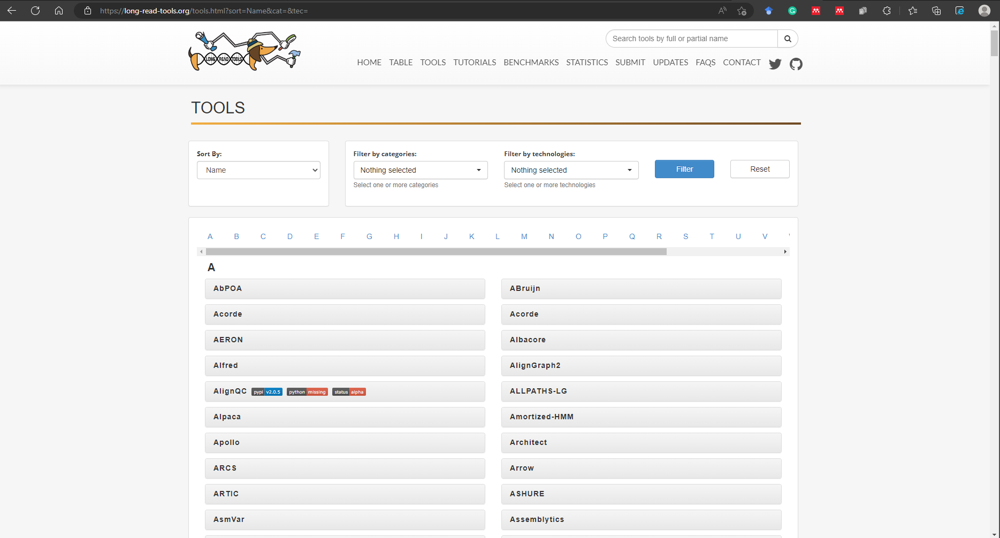 https://long-read-tools.org/tools.html?sort=Name&cat=&tec=
LONG READ TOOLS
Search tools by full or partial name
HOME TABLE TOOLS TUTORIALS BENCHMARKS STATISTICS SUBMIT UPDATES FAQS CONTACT
TOOLS
Sort By:
Name
Filter by categories:
Nothing selected
Select one or more categories
Filter by technologies:
Nothing selected
Select one or more technologies
Filter
Reset
A B C D E F G H I J K L M N O P Q R S T U V
A
AbPOA
ABruijn
Acorde
Acorde
AERON
Albacore
Alfred
AlignGraph2
AlignQC pypi v2.0.5 python missing status alpha
ALLPATHS-LG
Alpaca
Amortized-HMM
Apollo
Architect
ARCS
Arrow
ARTIC
ASHURE
AsmVar
Assemblytics